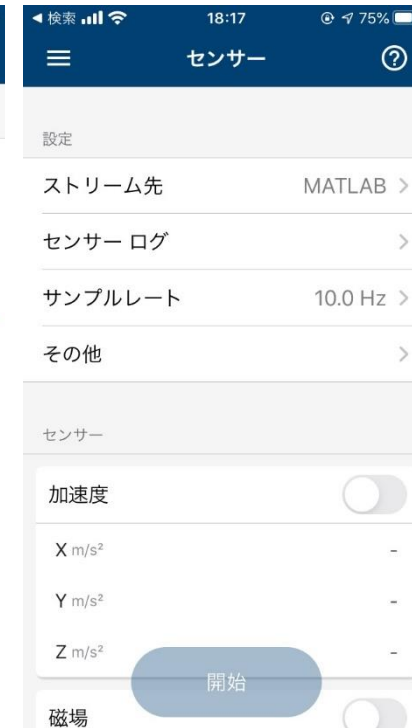 ◀検索 18:17 75%
センサー ?
設定
ストリーム先 MATLAB >
センサー ログ >
サンプルレート 10.0 Hz >
その他 >
センサー
加速度
X m/s² -
Y m/s² -
Z m/s² -
開始
磁場